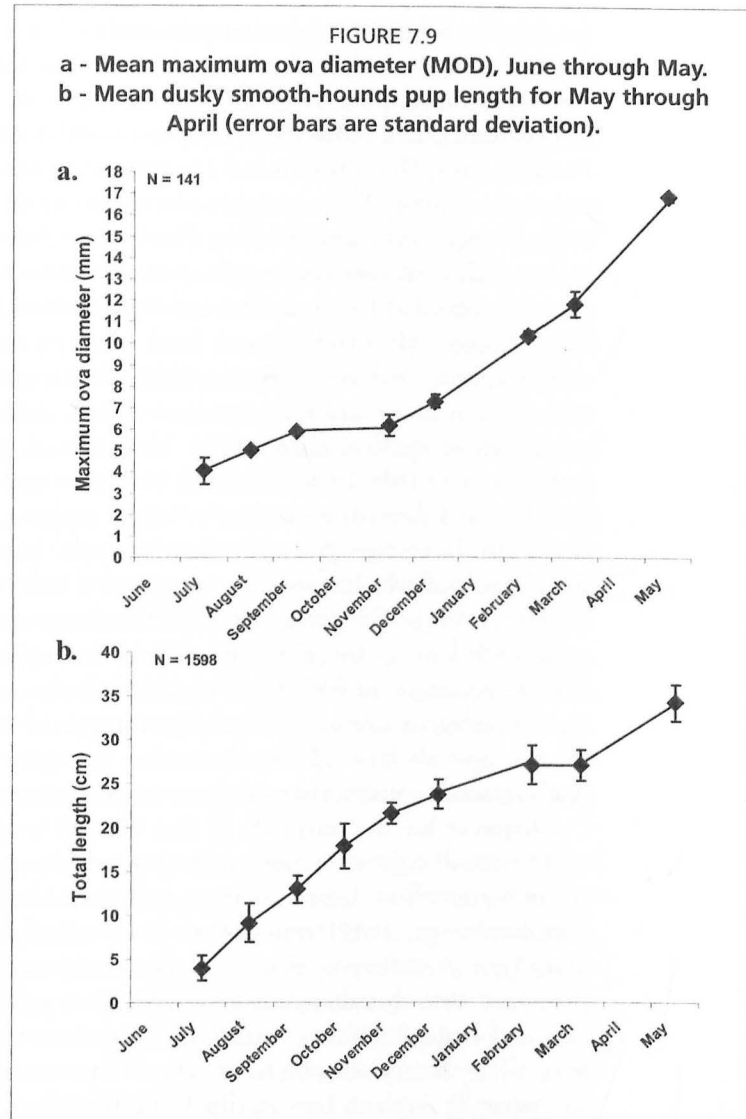 FIGURE 7.9
a - Mean maximum ova diameter (MOD), June through May.
b - Mean dusky smooth-hounds pup length for May through
April (error bars are standard deviation).
a.
N = 141
Maximum ova diameter (mm)
18
17
16
15
14
13
12
11
10
9
8
7
6
5
4
3
2
1
0
June
July
August
September
October
November
December
January
February
March
April
May
b.
N = 1598
Total length (cm)
40
35
30
25
20
15
10
5
0
June
July
August
September
October
November
December
January
February
March
April
May